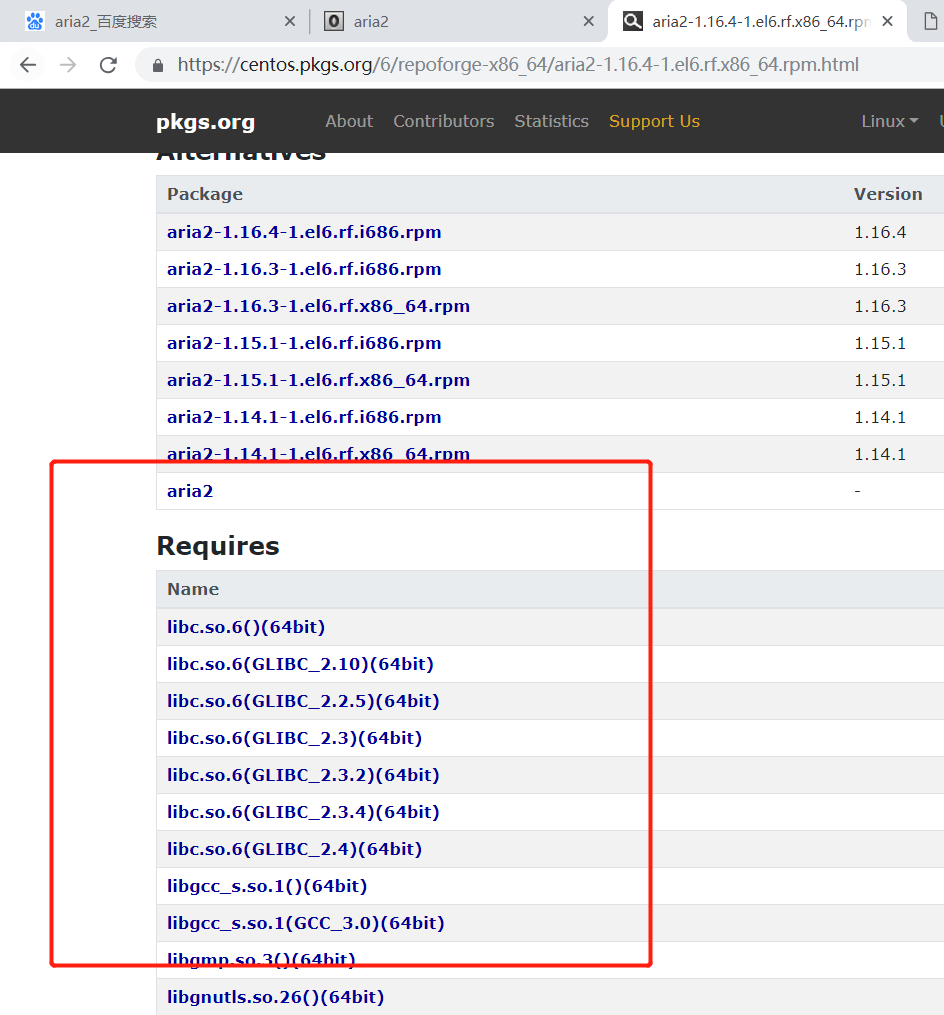 aria2_百度搜索
aria2
aria2-1.16.4-1.el6.rf.x86_64.rpm
https://centos.pkgs.org/6/repoforge-x86_64/aria2-1.16.4-1.el6.rf.x86_64.rpm.html
pkgs.org About Contributors Statistics Support Us Linux
Alternatives
Package Version
aria2-1.16.4-1.el6.rf.i686.rpm 1.16.4
aria2-1.16.3-1.el6.rf.i686.rpm 1.16.3
aria2-1.16.3-1.el6.rf.x86_64.rpm 1.16.3
aria2-1.15.1-1.el6.rf.i686.rpm 1.15.1
aria2-1.15.1-1.el6.rf.x86_64.rpm 1.15.1
aria2-1.14.1-1.el6.rf.i686.rpm 1.14.1
aria2-1.14.1-1.el6.rf.x86_64.rpm 1.14.1
aria2 -
Requires
Name
libc.so.6()(64bit)
libc.so.6(GLIBC_2.10)(64bit)
libc.so.6(GLIBC_2.2.5)(64bit)
libc.so.6(GLIBC_2.3)(64bit)
libc.so.6(GLIBC_2.3.2)(64bit)
libc.so.6(GLIBC_2.3.4)(64bit)
libc.so.6(GLIBC_2.4)(64bit)
libgcc_s.so.1()(64bit)
libgcc_s.so.1(GCC_3.0)(64bit)
libgmp.so.3()(64bit)
libgnutls.so.26()(64bit)